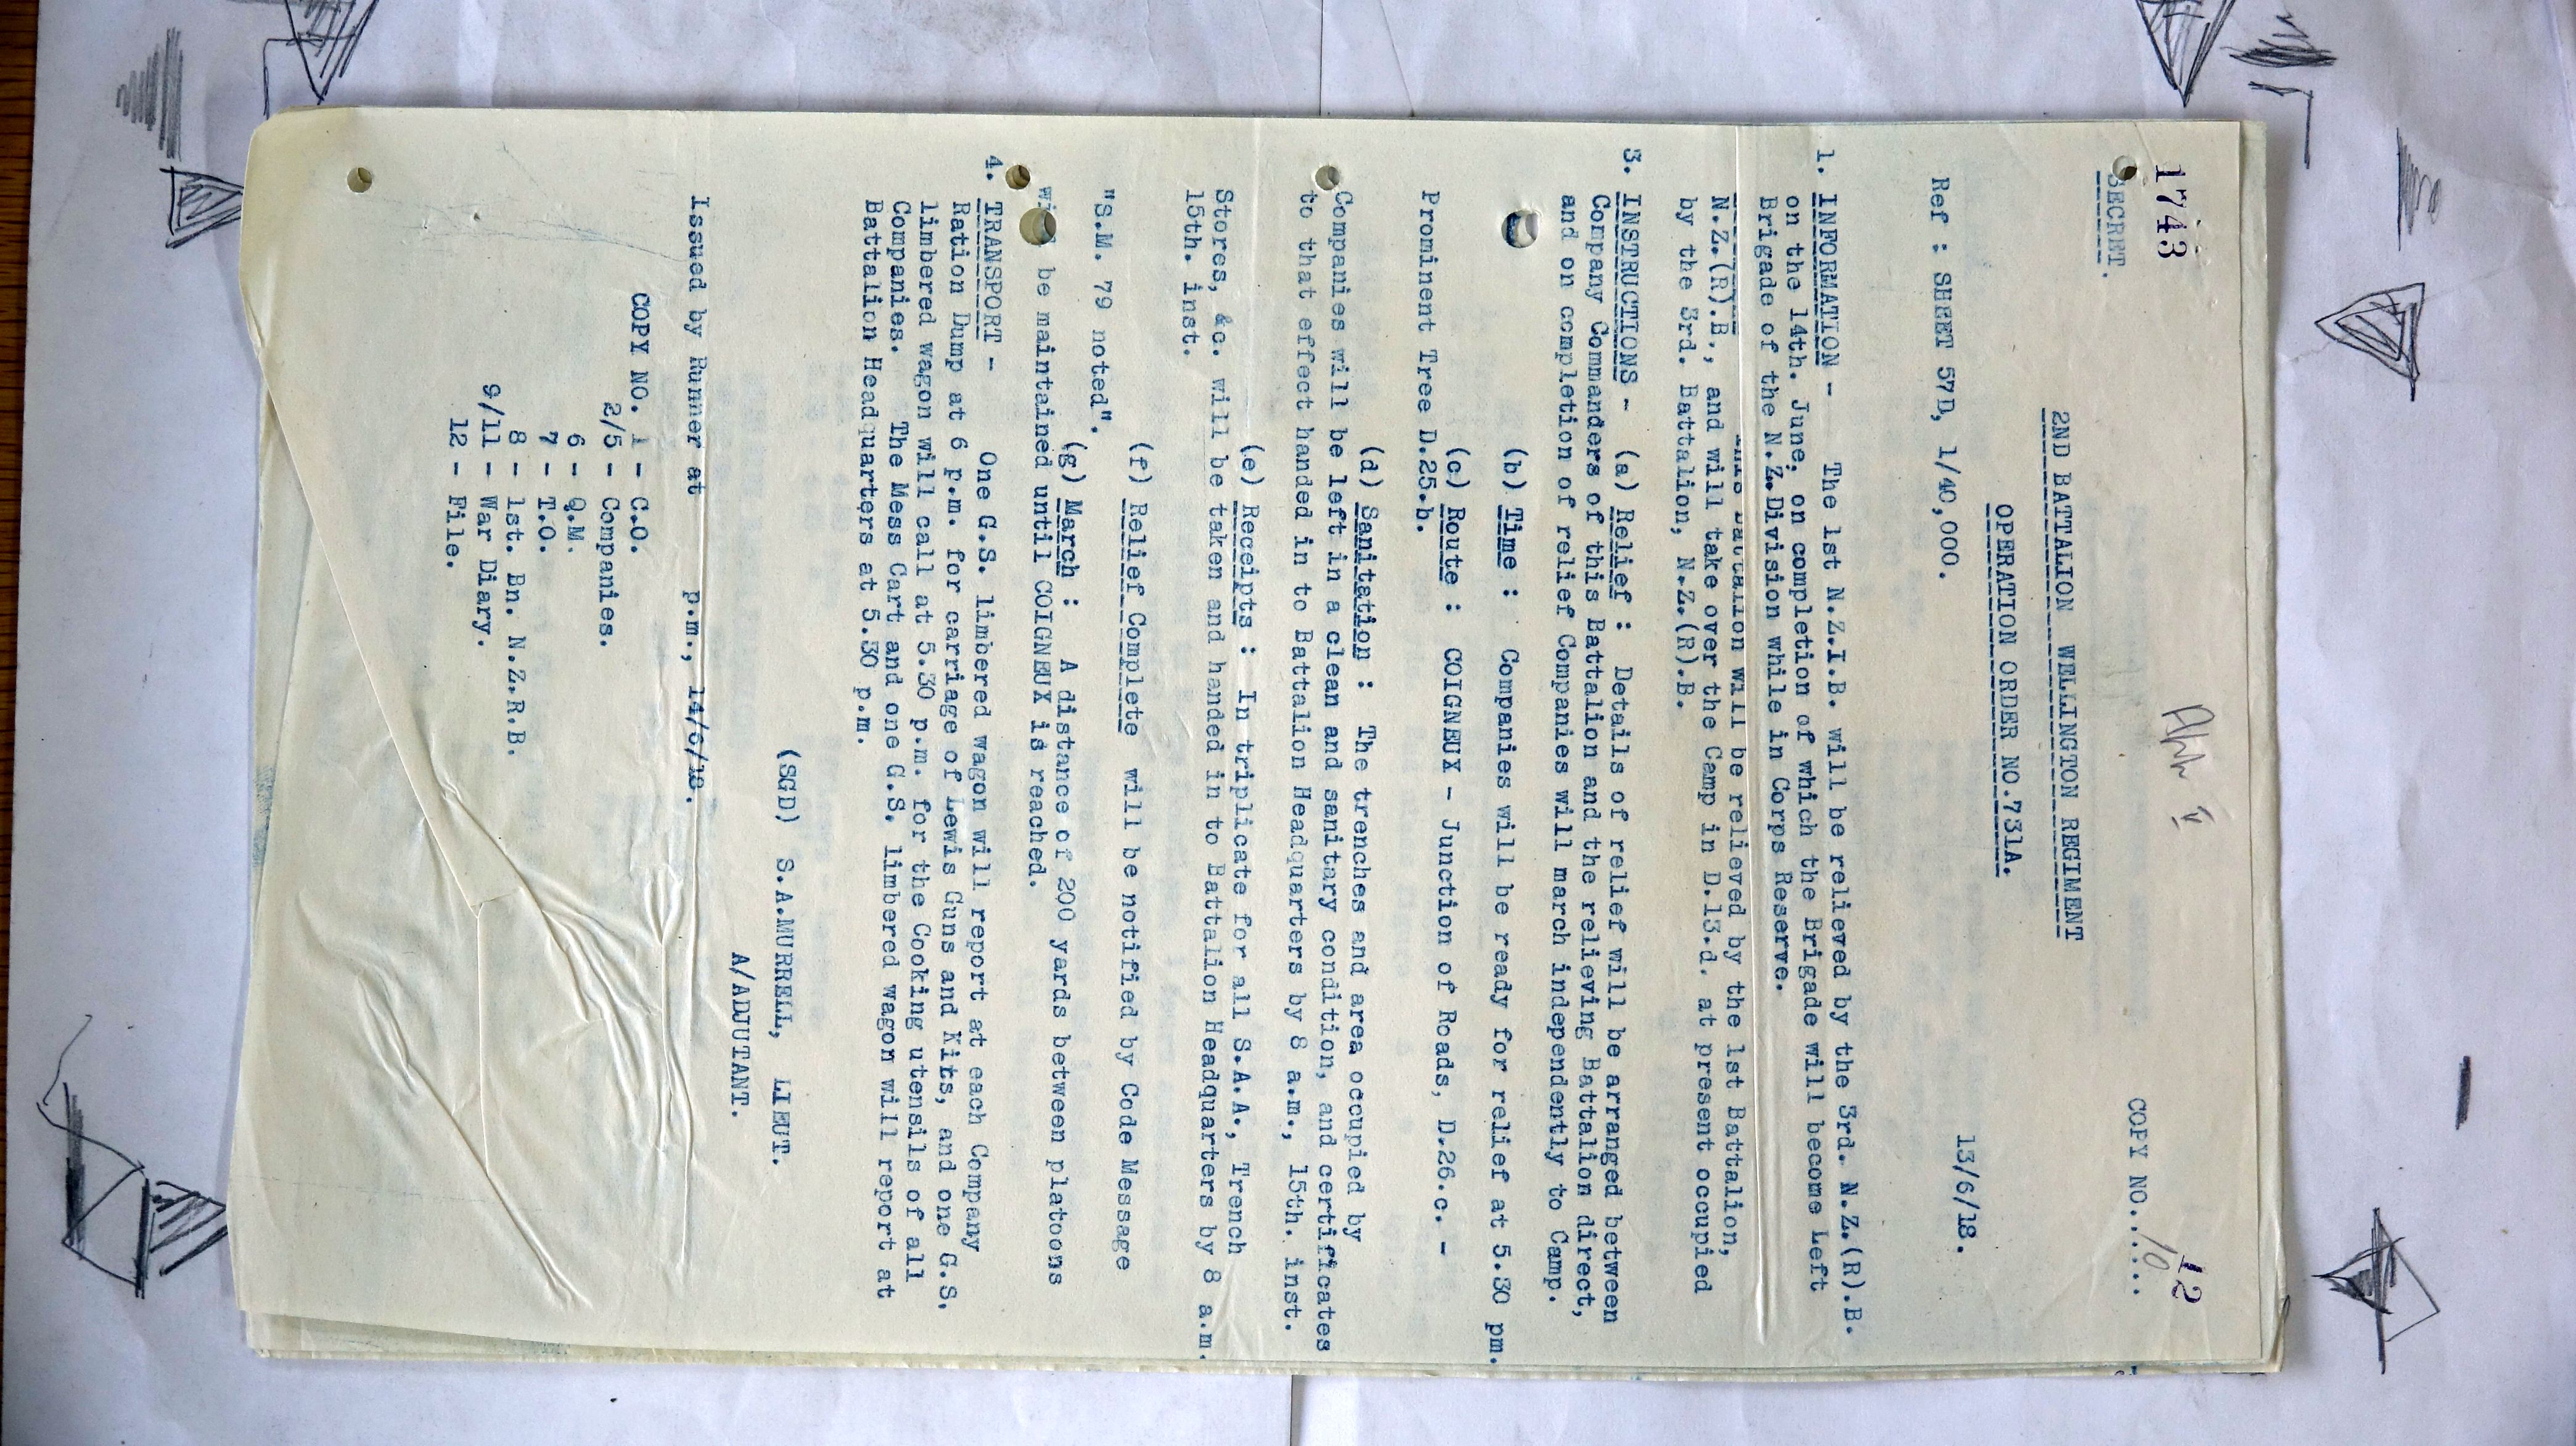 1743
12
SECRET.
COPY NO..10....
2ND BATTALION WELLINGTON REGIMENT
OPERATION ORDER NO.731A.
13/6/18.
Ref : SHEET 57D, 1/40,000.
1. INFORMATION - The 1st N.Z.I.B. will be relieved by the 3rd. N.Z.(R).B.
on the 14th. June, on completion of which the Brigade will become Left
Brigade of the N.Z.Division while in Corps Reserve.
This Battalion will be relieved by the 1st Battalion,
N.Z.(R).B., and will take over the Camp in D.13.d. at present occupied
by the 3rd. Battalion, N.Z.(R).B.
3. INSTRUCTIONS - (a) Relief : Details of relief will be arranged between
Company Commanders of this Battalion and the relieving Battalion direct,
and on completion of relief Companies will march independently to Camp.
(b) Time : Companies will be ready for relief at 5.30 pm.
(c) Route : COIGNEUX - Junction of Roads, D.26.c. -
Prominent Tree D.25.b.
(d) Sanitation : The trenches and area occupied by
Companies will be left in a clean and sanitary condition, and certificates
to that effect handed in to Battalion Headquarters by 8 a.m., 15th. inst.
(e) Receipts : In triplicate for all S.A.A., Trench
Stores, &c. will be taken and handed in to Battalion Headquarters by 8 a.m.
15th. inst.
(f) Relief Complete will be notified by Code Message
"S.M. 79 noted".
(g) March : A distance of 200 yards between platoons
will be maintained until COIGNEUX is reached.
4. TRANSPORT - One G.S. limbered wagon will report at each Company
Ration Dump at 6 p.m. for carriage of Lewis Guns and Kits, and one G.S.
limbered wagon will call at 5.30 p.m. for the Cooking utensils of all
Companies. The Mess Cart and one G.S. limbered wagon will report at
Battalion Headquarters at 5.30 p.m.
(SGD) S.A.MURRELL, LIEUT.
A/ADJUTANT.
Issued by Runner at p.m., 14/6/18.
COPY NO. 1 - C.O.
2/5 - Companies.
6 - Q.M.
7 - T.O.
8 - 1st. Bn. N.Z.R.B.
9/11 - War Diary.
12 - File.